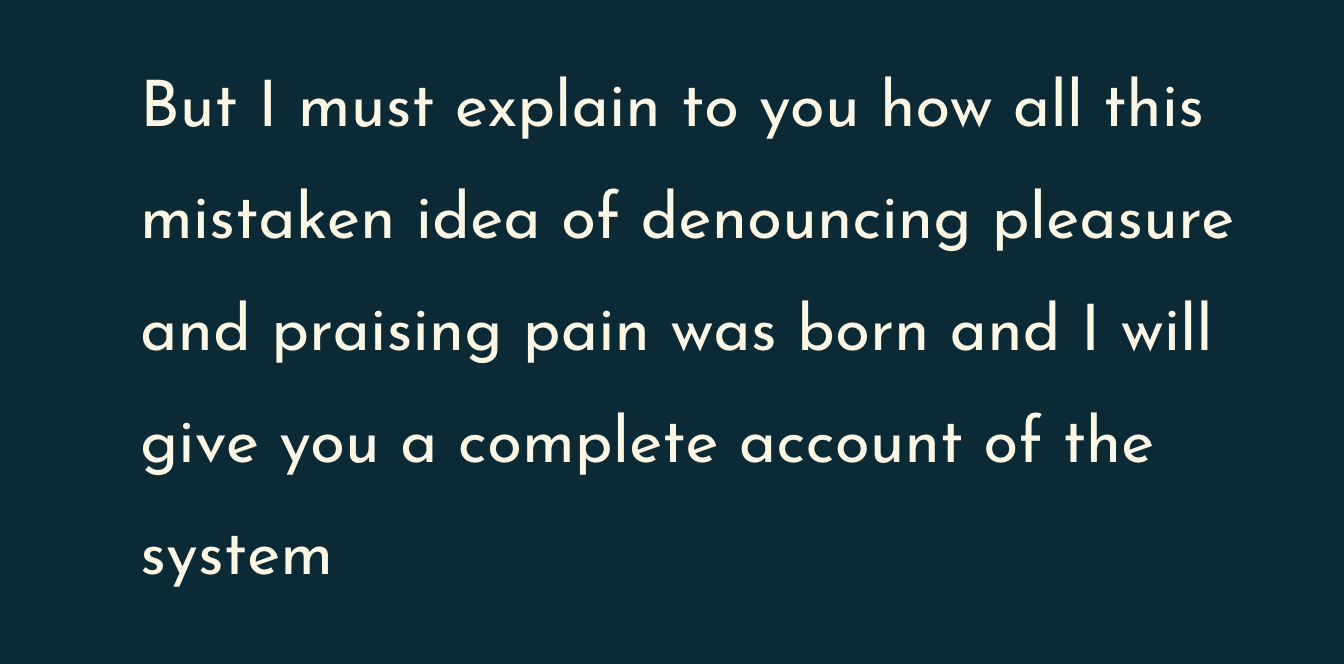 But I must explain to you how all this
mistaken idea of denouncing pleasure
and praising pain was born and I will
give you a complete account of the
system